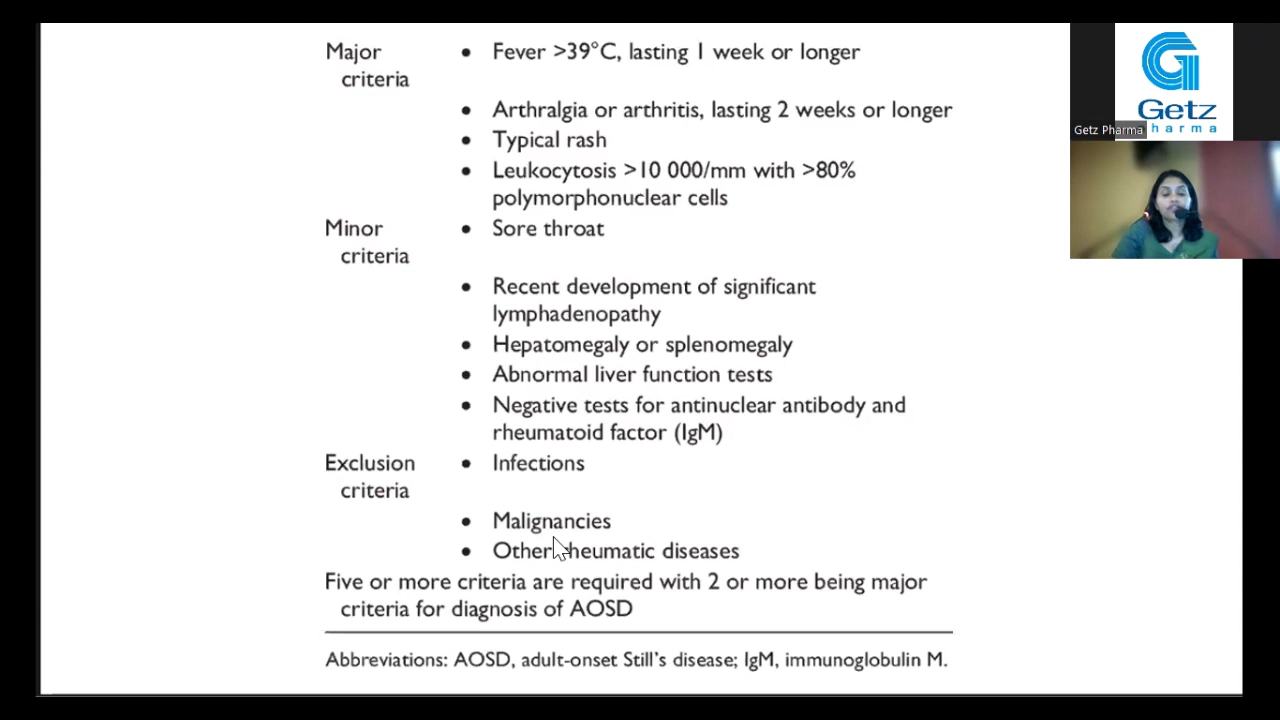 Major • Fever >39°C, lasting 1 week or longer
criteria
• Arthralgia or arthritis, lasting 2 weeks or longer
• Typical rash
• Leukocytosis >10 000/mm with >80%
polymorphonuclear cells
Minor • Sore throat
criteria
• Recent development of significant
lymphadenopathy
• Hepatomegaly or splenomegaly
• Abnormal liver function tests
• Negative tests for antinuclear antibody and
rheumatoid factor (IgM)
Exclusion • Infections
criteria
• Malignancies
• Other rheumatic diseases
Five or more criteria are required with 2 or more being major
criteria for diagnosis of AOSD
Abbreviations: AOSD, adult-onset Still's disease; IgM, immunoglobulin M.
Getz
harma
Getz Pharma